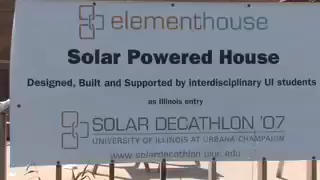 elementhouse
Solar Powered House
Designed, Built and Supported by interdisciplinary UI students
as Illinois entry
SOLAR DECATHLON '07
UNIVERSITY OF ILLINOIS AT URBANA-CHAMPAIGN
www.solardecathlon.uiuc.edu